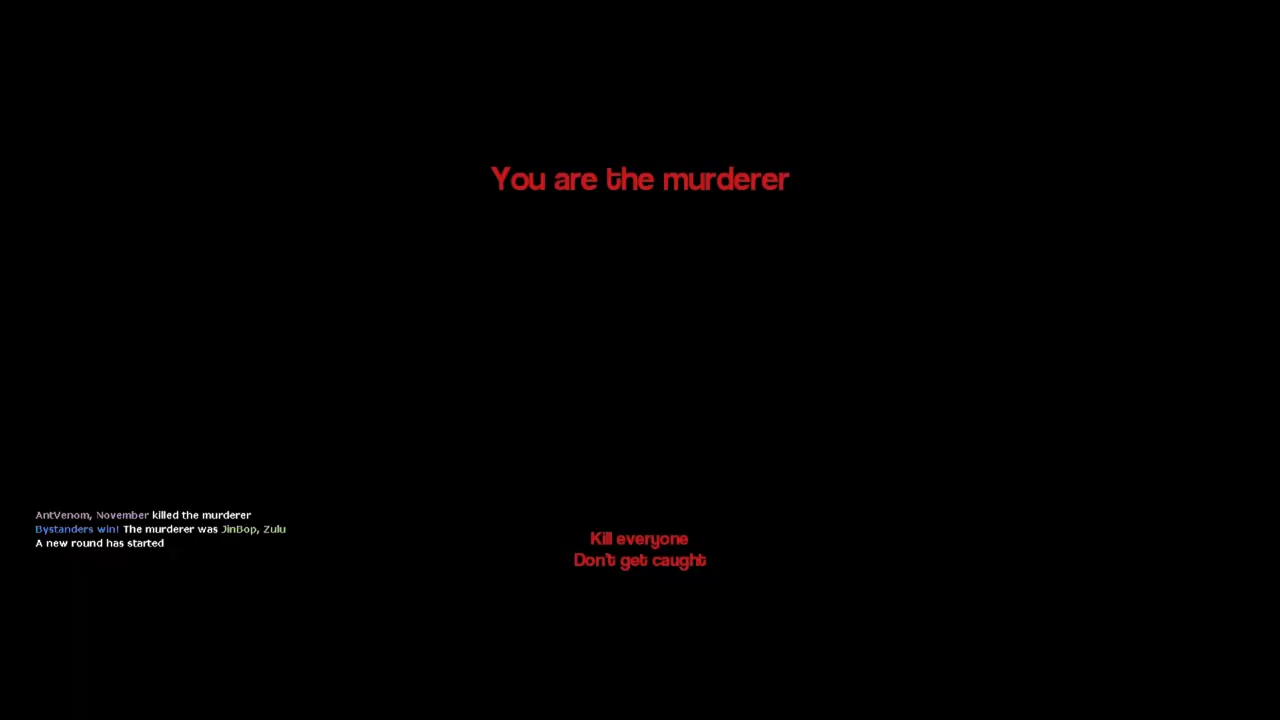 You are the murderer
AntVenom, November killed the murderer
Bystanders win! The murderer was JinBop, Zulu
A new round has started
Kill everyone
Don't get caught